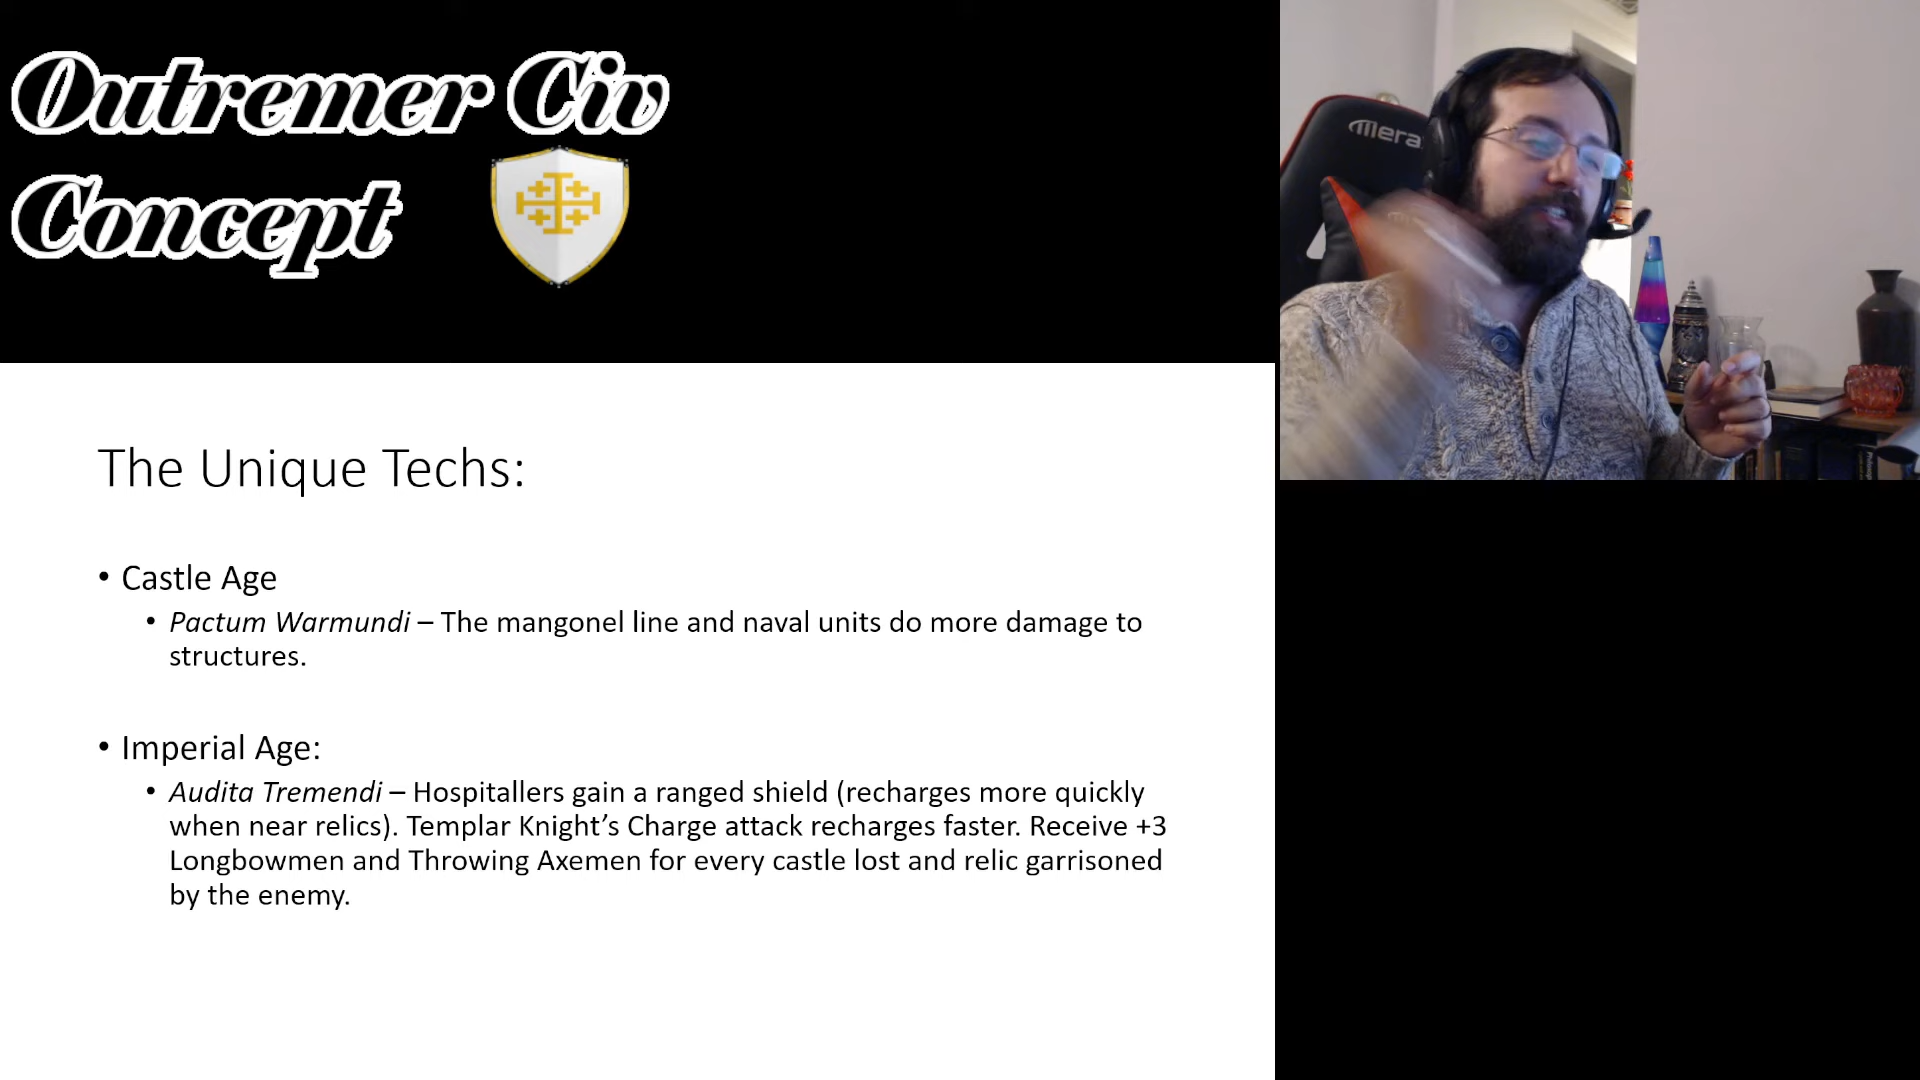 Outremer Civ
Concept
The Unique Techs:
• Castle Age
• Pactum Warmundi – The mangonel line and naval units do more damage to
structures.
• Imperial Age:
• Audita Tremendi – Hospitallers gain a ranged shield (recharges more quickly
when near relics). Templar Knight's Charge attack recharges faster. Receive +3
Longbowmen and Throwing Axemen for every castle lost and relic garrisoned
by the enemy.